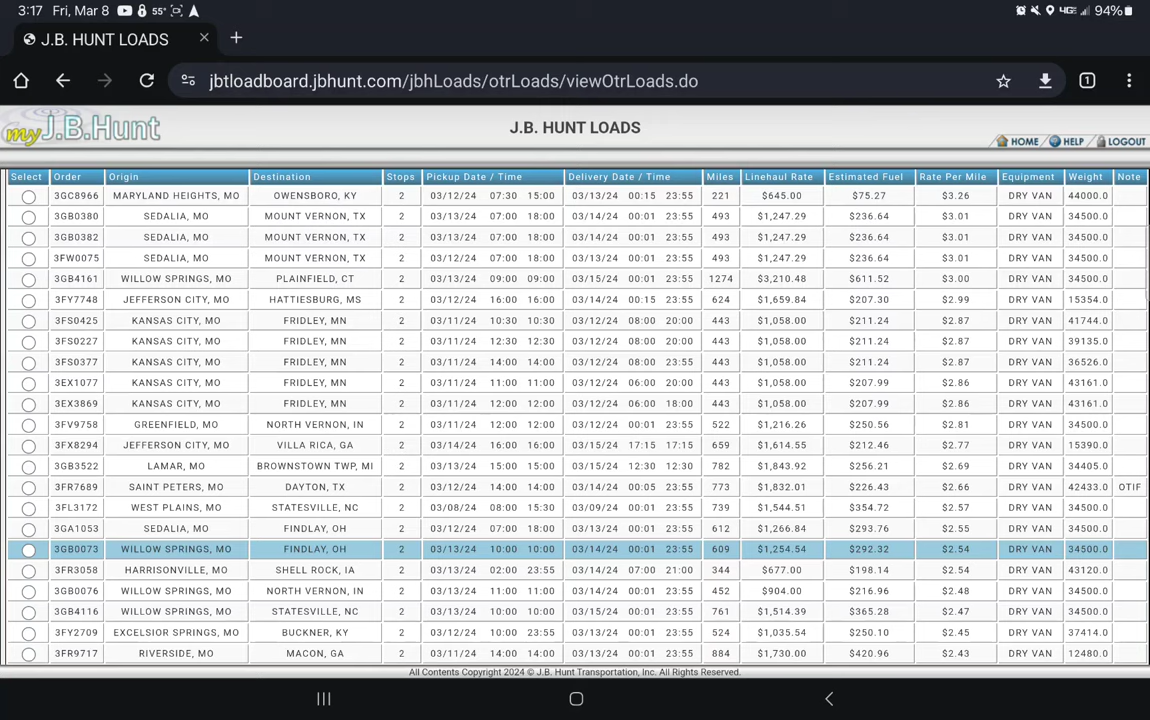 3:17 Fri, Mar 8 55° 4G 94%
J.B. HUNT LOADS
jbtloadboard.jbhunt.com/jbhLoads/otrLoads/viewOtrLoads.do 1
myJ.B.Hunt J.B. HUNT LOADS HOME HELP LOGOUT
Select Order Origin Destination Stops Pickup Date / Time Delivery Date / Time Miles Linehaul Rate Estimated Fuel Rate Per Mile Equipment Weight Note
3GC8966 MARYLAND HEIGHTS, MO OWENSBORO, KY 2 03/12/24 07:30 15:00 03/13/24 00:15 23:55 221 $645.00 $75.27 $3.26 DRY VAN 44000.0
3GB0380 SEDALIA, MO MOUNT VERNON, TX 2 03/13/24 07:00 18:00 03/14/24 00:01 23:55 493 $1,247.29 $236.64 $3.01 DRY VAN 34500.0
3GB0382 SEDALIA, MO MOUNT VERNON, TX 2 03/13/24 07:00 18:00 03/14/24 00:01 23:55 493 $1,247.29 $236.64 $3.01 DRY VAN 34500.0
3FW0075 SEDALIA, MO MOUNT VERNON, TX 2 03/12/24 07:00 18:00 03/13/24 00:01 23:55 493 $1,247.29 $236.64 $3.01 DRY VAN 34500.0
3GB4161 WILLOW SPRINGS, MO PLAINFIELD, CT 2 03/13/24 09:00 09:00 03/15/24 00:01 23:55 1274 $3,210.48 $611.52 $3.00 DRY VAN 34500.0
3FY7748 JEFFERSON CITY, MO HATTIESBURG, MS 2 03/12/24 16:00 16:00 03/14/24 00:15 23:55 624 $1,659.84 $207.30 $2.99 DRY VAN 15354.0
3FS0425 KANSAS CITY, MO FRIDLEY, MN 2 03/11/24 10:30 10:30 03/12/24 08:00 20:00 443 $1,058.00 $211.24 $2.87 DRY VAN 41744.0
3FS0227 KANSAS CITY, MO FRIDLEY, MN 2 03/11/24 12:30 12:30 03/12/24 08:00 20:00 443 $1,058.00 $211.24 $2.87 DRY VAN 39135.0
3FS0377 KANSAS CITY, MO FRIDLEY, MN 2 03/11/24 14:00 14:00 03/12/24 08:00 23:55 443 $1,058.00 $211.24 $2.87 DRY VAN 36526.0
3EX1077 KANSAS CITY, MO FRIDLEY, MN 2 03/11/24 11:00 11:00 03/12/24 06:00 20:00 443 $1,058.00 $207.99 $2.86 DRY VAN 43161.0
3EX3869 KANSAS CITY, MO FRIDLEY, MN 2 03/11/24 12:00 12:00 03/12/24 06:00 18:00 443 $1,058.00 $207.99 $2.86 DRY VAN 43161.0
3FV9758 GREENFIELD, MO NORTH VERNON, IN 2 03/11/24 12:00 12:00 03/12/24 00:01 23:55 522 $1,216.26 $250.56 $2.81 DRY VAN 34500.0
3FX8294 JEFFERSON CITY, MO VILLA RICA, GA 2 03/14/24 16:00 16:00 03/15/24 17:15 17:15 659 $1,614.55 $212.46 $2.77 DRY VAN 15390.0
3GB3522 LAMAR, MO BROWNSTOWN TWP, MI 2 03/13/24 15:00 15:00 03/15/24 12:30 12:30 782 $1,843.92 $256.21 $2.69 DRY VAN 34405.0
3FR7689 SAINT PETERS, MO DAYTON, TX 2 03/12/24 14:00 14:00 03/14/24 00:05 23:55 773 $1,832.01 $226.43 $2.66 DRY VAN 42433.0 OTIF
3FL3172 WEST PLAINS, MO STATESVILLE, NC 2 03/08/24 08:00 15:30 03/09/24 00:01 23:55 739 $1,544.51 $354.72 $2.57 DRY VAN 34500.0
3GA1053 SEDALIA, MO FINDLAY, OH 2 03/12/24 07:00 18:00 03/13/24 00:01 23:55 612 $1,266.84 $293.76 $2.55 DRY VAN 34500.0
3GB0073 WILLOW SPRINGS, MO FINDLAY, OH 2 03/13/24 10:00 10:00 03/14/24 00:01 23:55 609 $1,254.54 $292.32 $2.54 DRY VAN 34500.0
3FR3058 HARRISONVILLE, MO SHELL ROCK, IA 2 03/13/24 02:00 23:55 03/14/24 07:00 21:00 344 $677.00 $198.14 $2.54 DRY VAN 43120.0
3GB0076 WILLOW SPRINGS, MO NORTH VERNON, IN 2 03/13/24 11:00 11:00 03/14/24 00:01 23:55 452 $904.00 $216.96 $2.48 DRY VAN 34500.0
3GB4116 WILLOW SPRINGS, MO STATESVILLE, NC 2 03/13/24 10:00 10:00 03/15/24 00:01 23:55 761 $1,514.39 $365.28 $2.47 DRY VAN 34500.0
3FY2709 EXCELSIOR SPRINGS, MO BUCKNER, KY 2 03/12/24 10:00 23:55 03/13/24 00:01 23:55 524 $1,035.54 $250.10 $2.45 DRY VAN 37414.0
3FR9717 RIVERSIDE, MO MACON, GA 2 03/11/24 14:00 14:00 03/13/24 00:01 23:55 884 $1,730.00 $420.96 $2.43 DRY VAN 12480.0
All Contents Copyright 2024 © J.B. Hunt Transportation, Inc. All Rights Reserved.